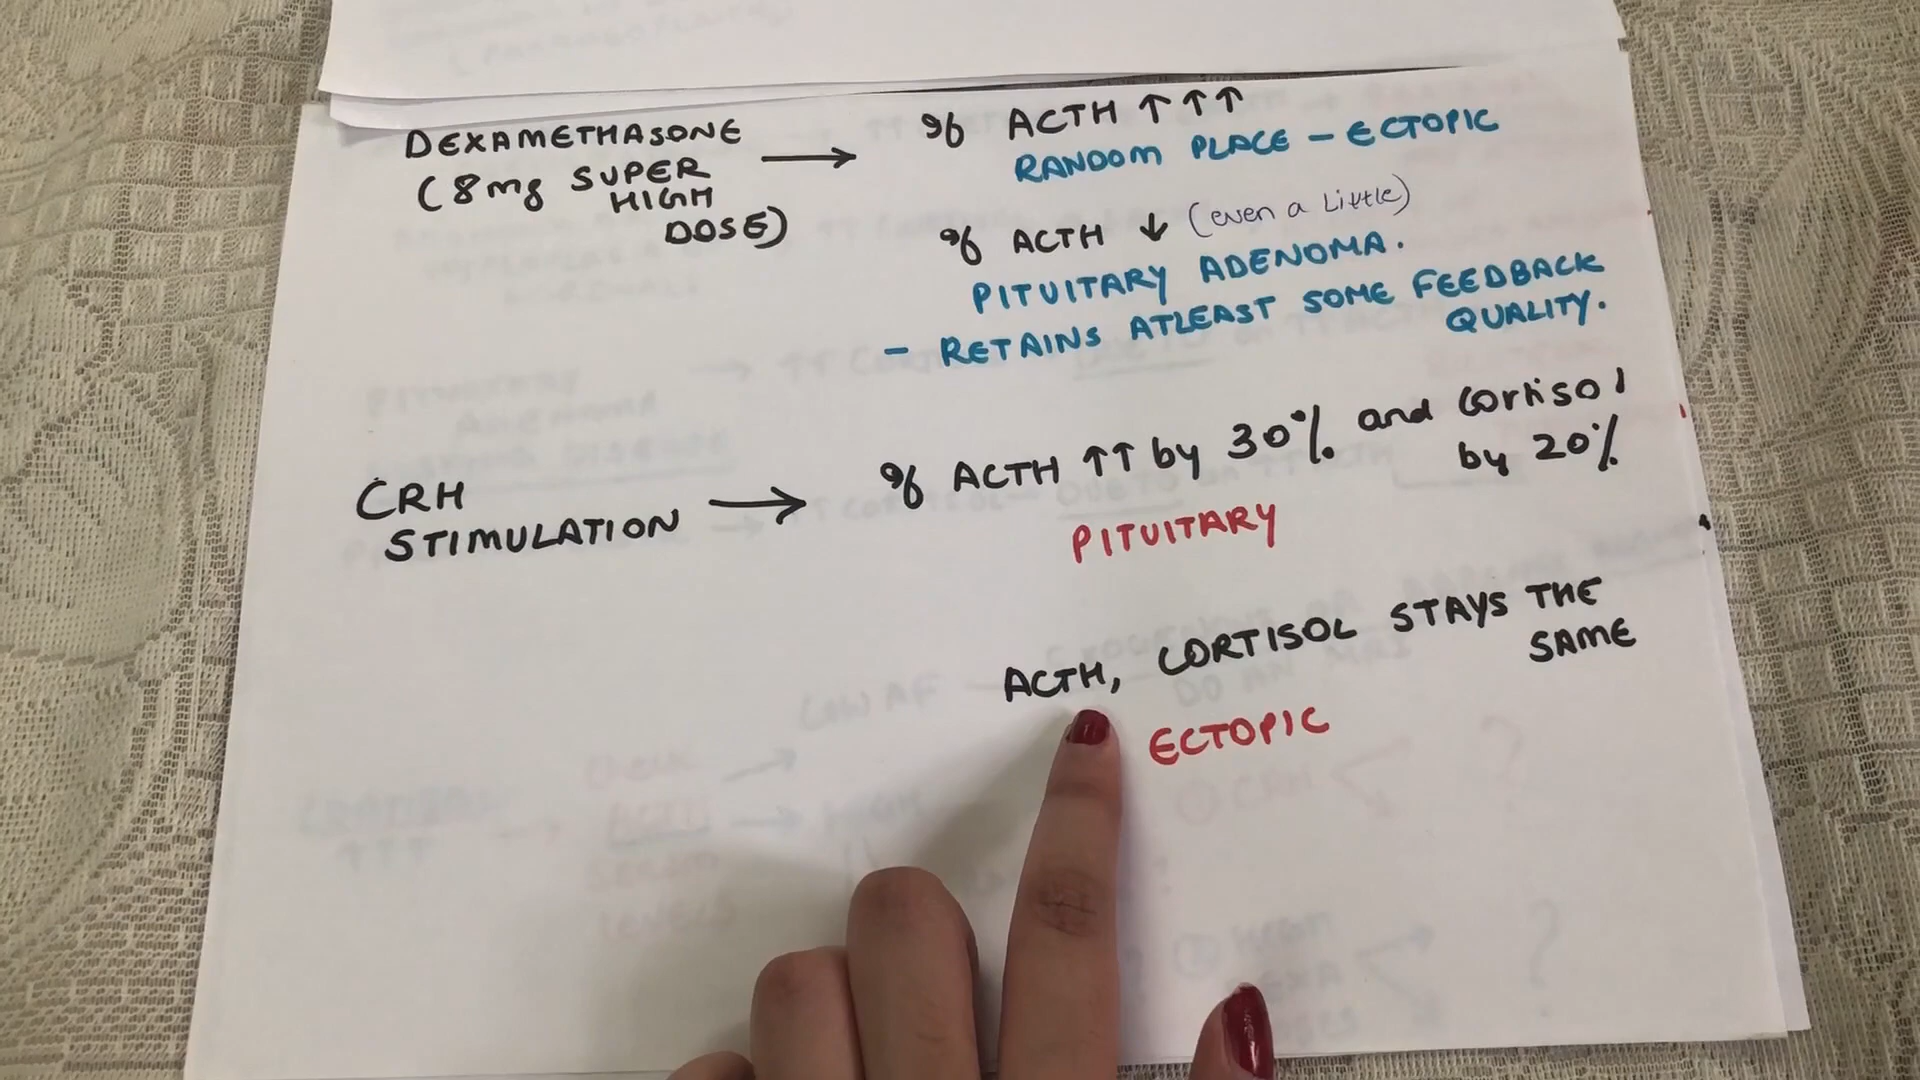 DEXAMETHASONE
(8mg SUPER
HIGH
DOSE)
% ACTH ↑↑↑
RANDOM PLACE - ECTOPIC
% ACTH ↓ (even a little)
PITUITARY ADENOMA.
- RETAINS ATLEAST SOME FEEDBACK
QUALITY.
CRH
STIMULATION
% ACTH ↑↑ by 30% and cortisol
by 20%
PITUITARY
ACTH, CORTISOL STAYS THE
SAME
ECTOPIC